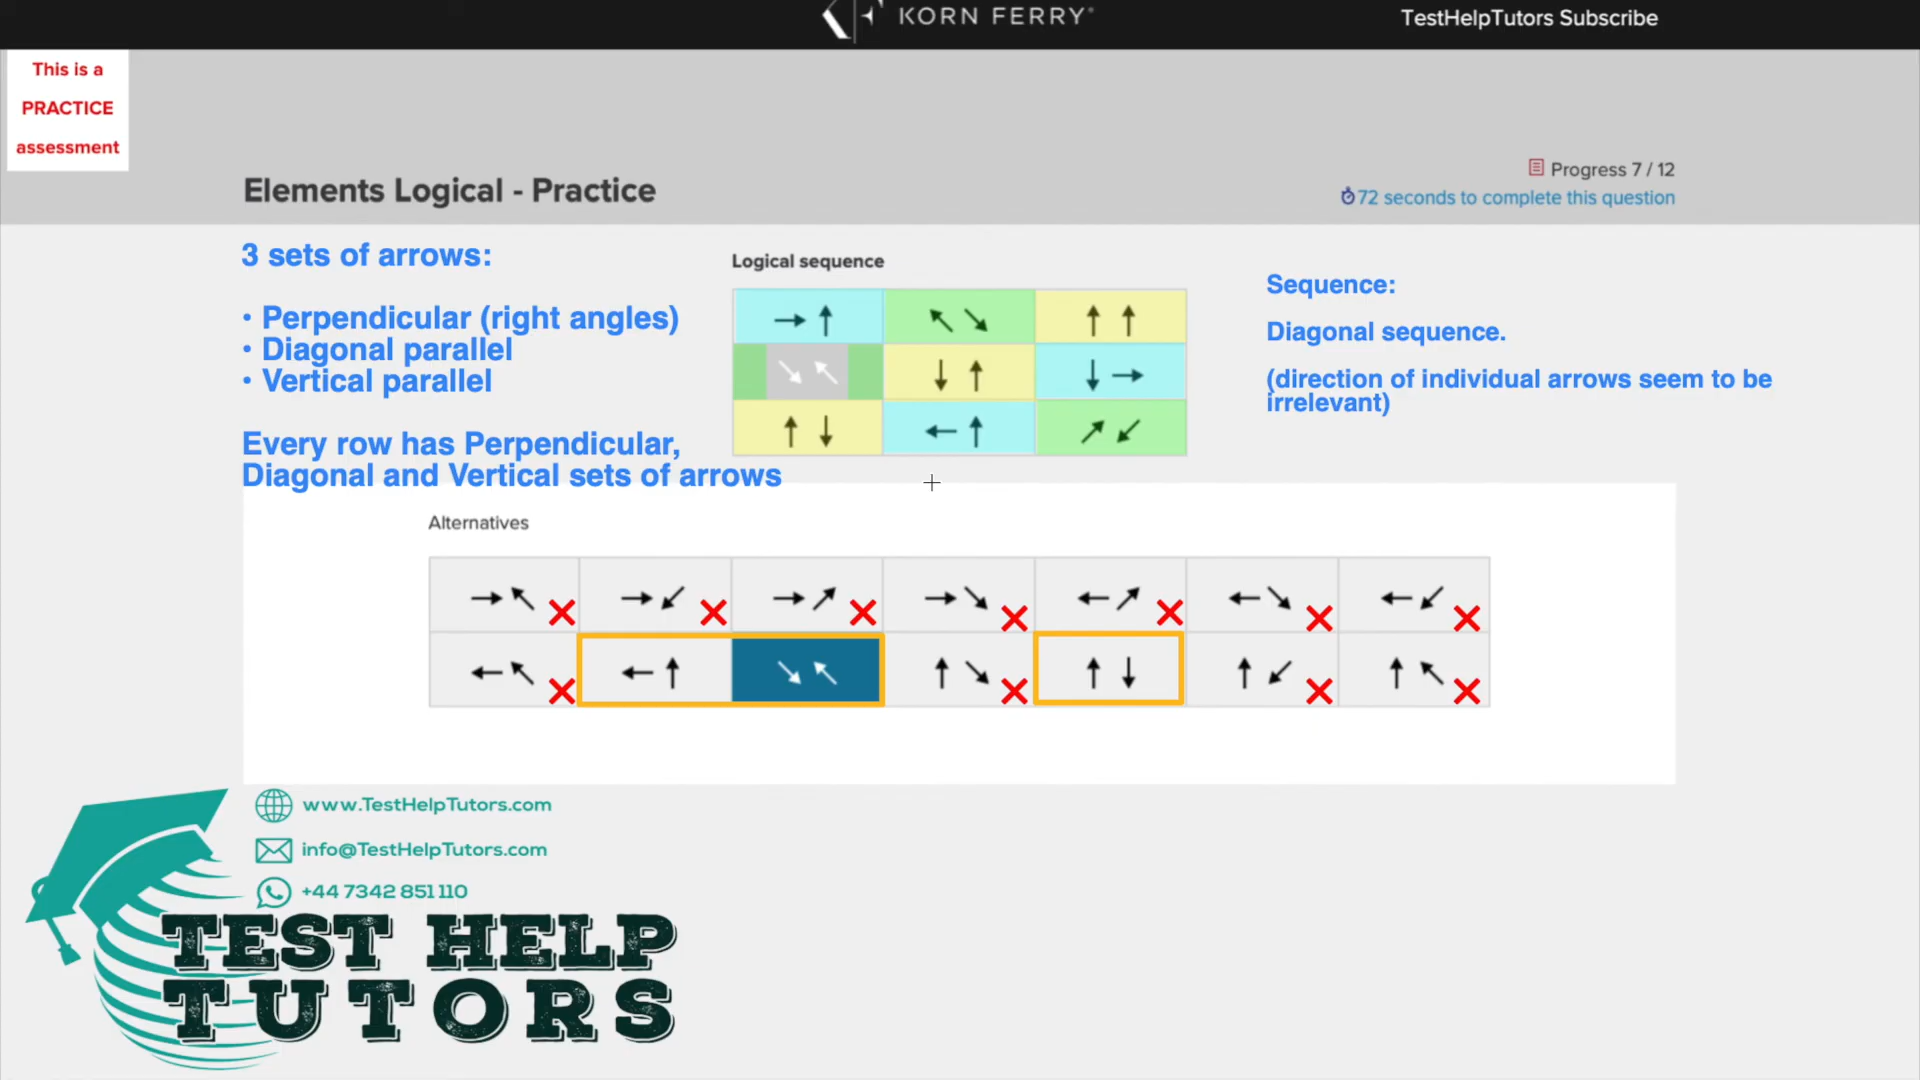 KORN FERRY®
TestHelpTutors Subscribe
This is a
PRACTICE
assessment
Elements Logical - Practice
Progress 7 / 12
72 seconds to complete this question
3 sets of arrows:
• Perpendicular (right angles)
• Diagonal parallel
• Vertical parallel
Every row has Perpendicular,
Diagonal and Vertical sets of arrows
Logical sequence
Sequence:
Diagonal sequence.
(direction of individual arrows seem to be
irrelevant)
Alternatives
www.TestHelpTutors.com
info@TestHelpTutors.com
+44 7342 851 110
TEST HELP
TUTORS